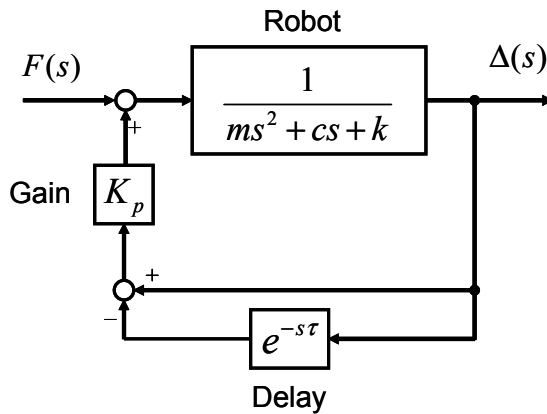 Robot
F(s)
Δ(s)
1
ms² + cs + k
+
Gain
K_p
+
−
e^{−sτ}
Delay